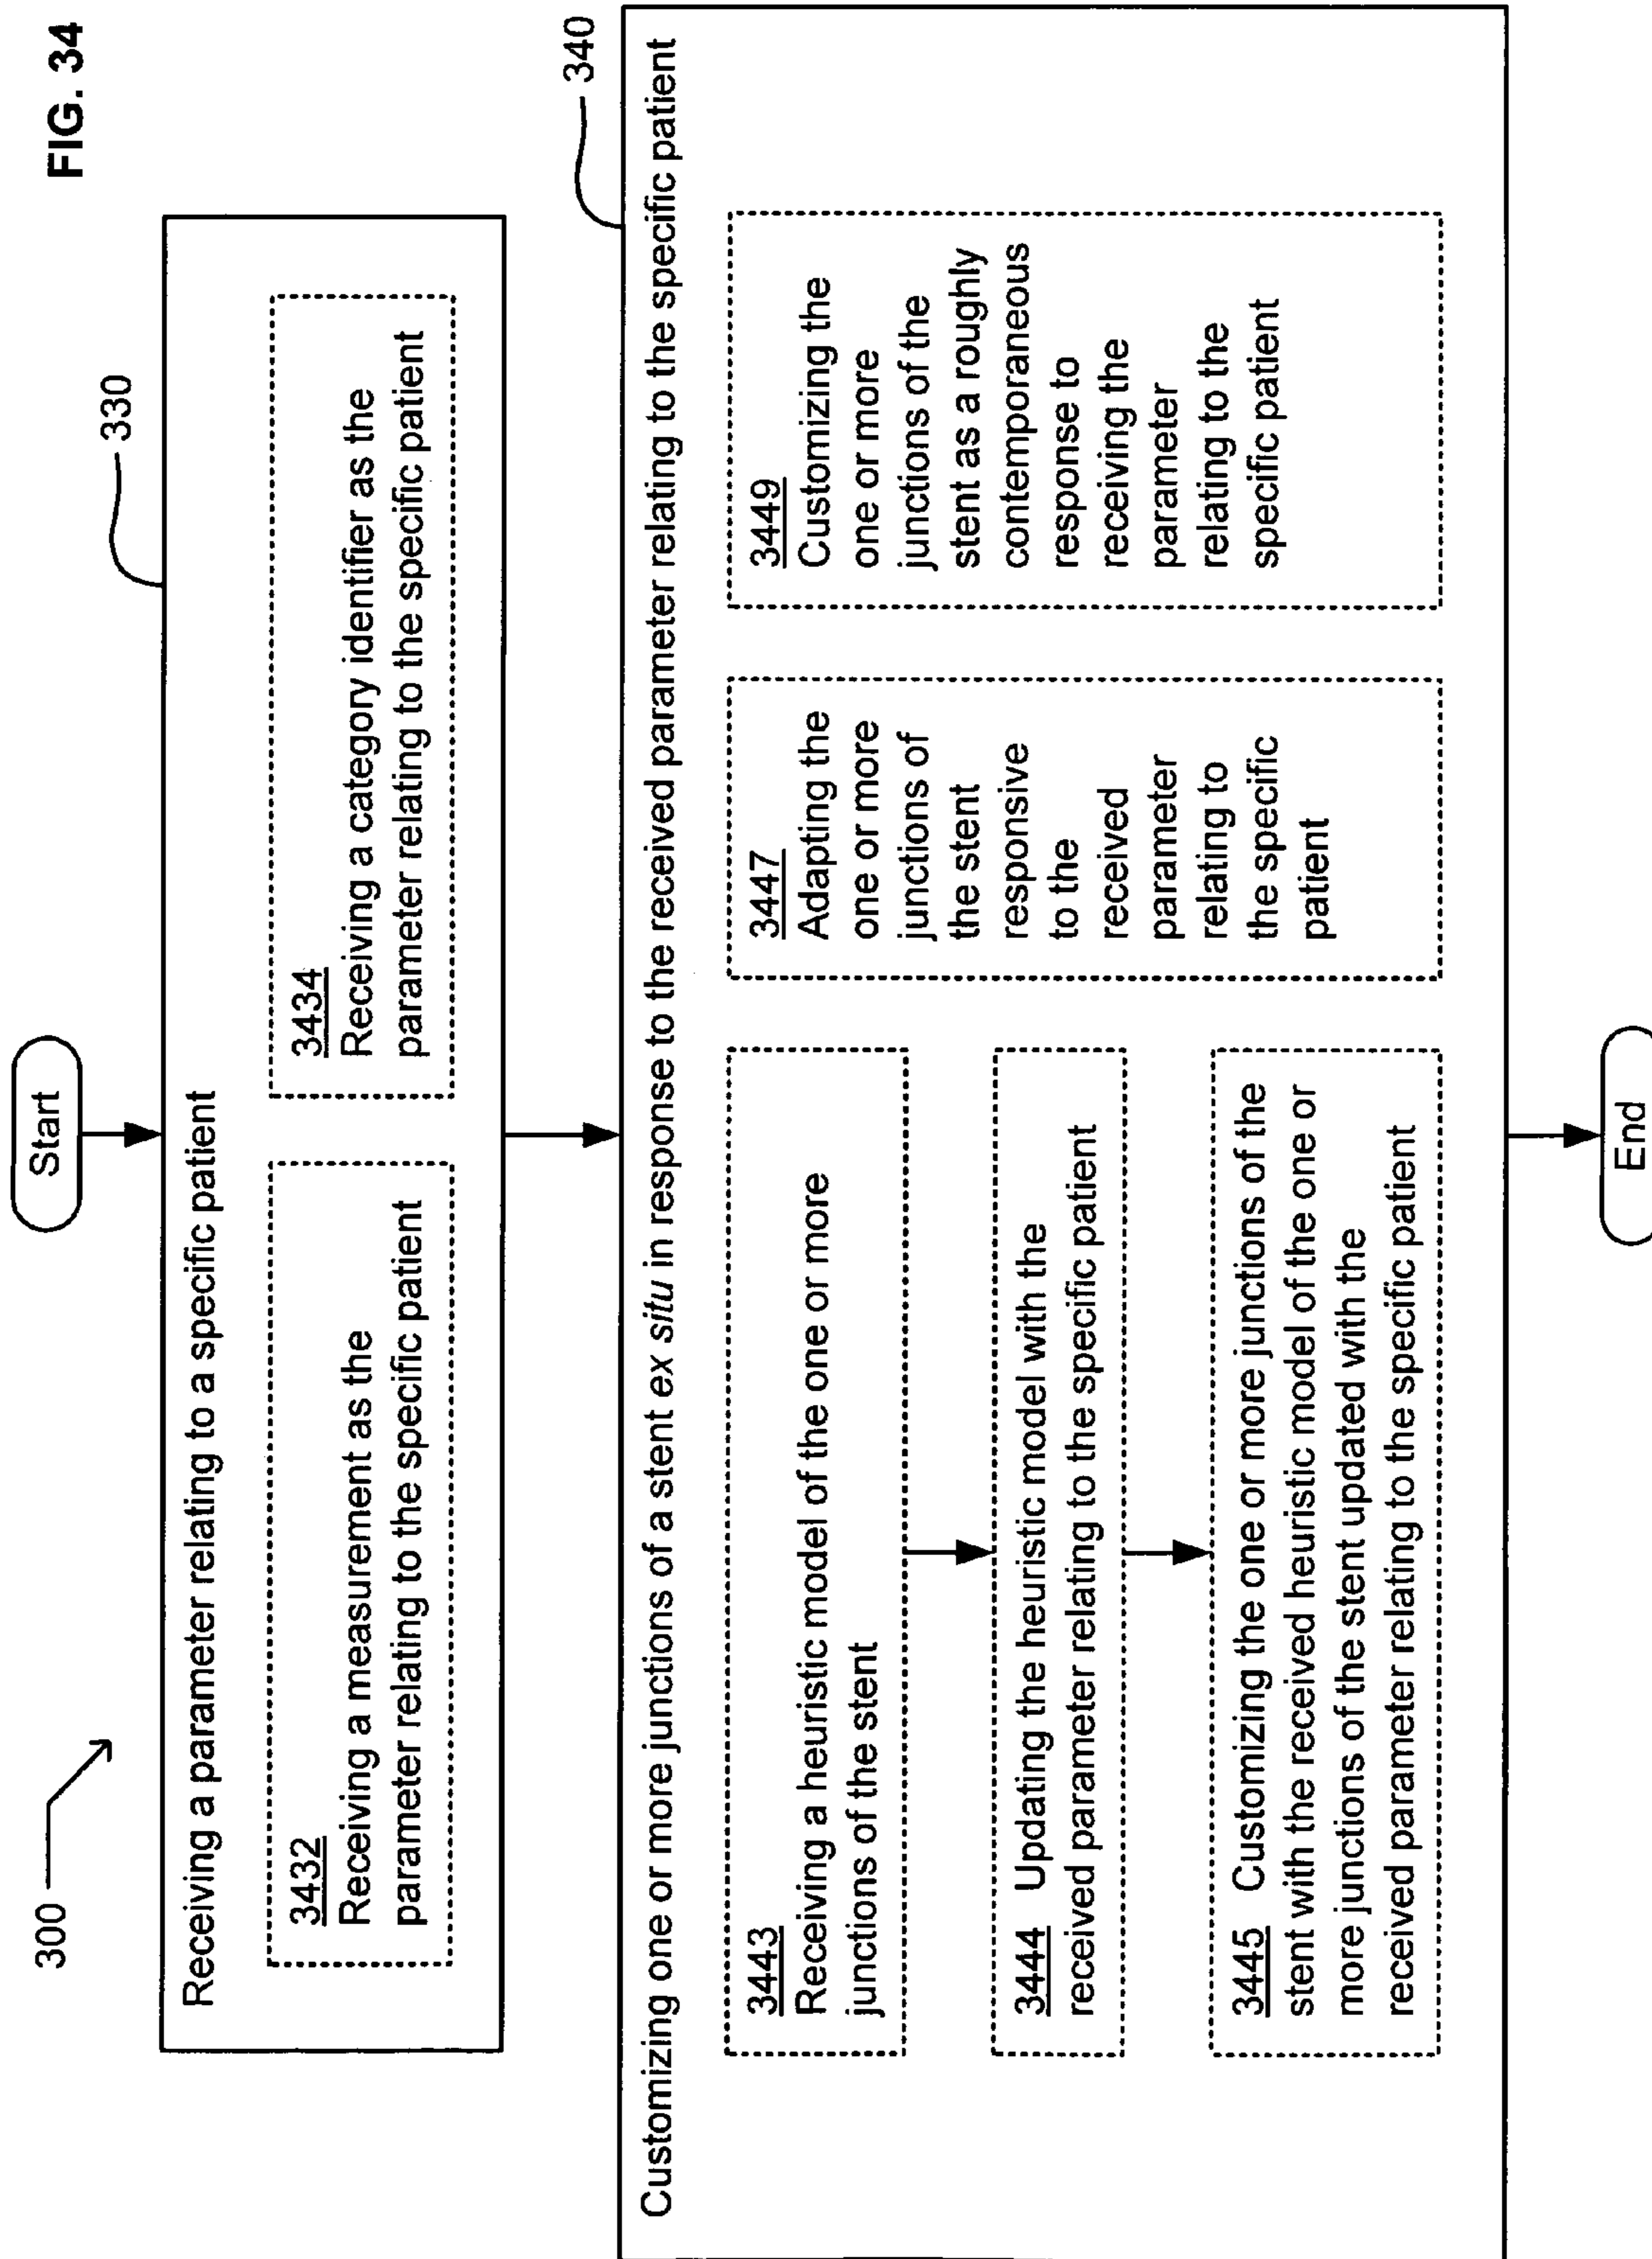 FIG. 34
300
Start
330
Receiving a parameter relating to a specific patient
3432
Receiving a measurement as the
parameter relating to the specific patient
3434
Receiving a category identifier as the
parameter relating to the specific patient
340
Customizing one or more junctions of a stent ex situ in response to the received parameter relating to the specific patient
3443
Receiving a heuristic model of the one or more
junctions of the stent
3444 Updating the heuristic model with the
received parameter relating to the specific patient
3445 Customizing the one or more junctions of the
stent with the received heuristic model of the one or
more junctions of the stent updated with the
received parameter relating to the specific patient
3447
Adapting the
one or more
junctions of
the stent
responsive
to the
received
parameter
relating to
the specific
patient
3449
Customizing the
one or more
junctions of the
stent as a roughly
contemporaneous
response to
receiving the
parameter
relating to the
specific patient
End